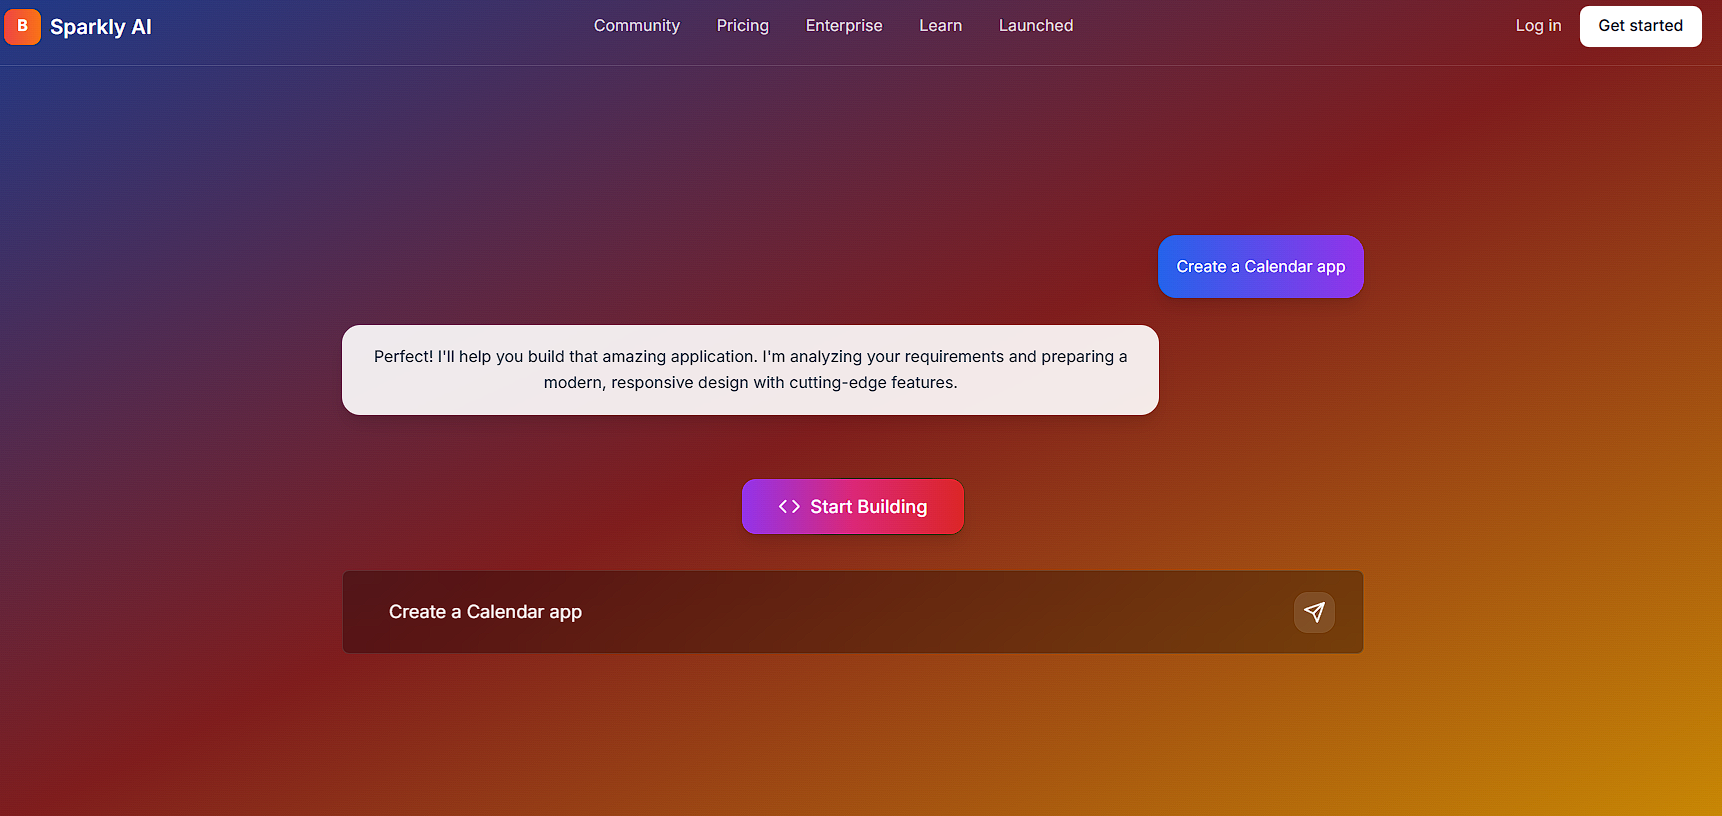 B Sparkly AI
Community Pricing Enterprise Learn Launched
Log in Get started
Create a Calendar app
Perfect! I'll help you build that amazing application. I'm analyzing your requirements and preparing a
modern, responsive design with cutting-edge features.
Start Building
Create a Calendar app